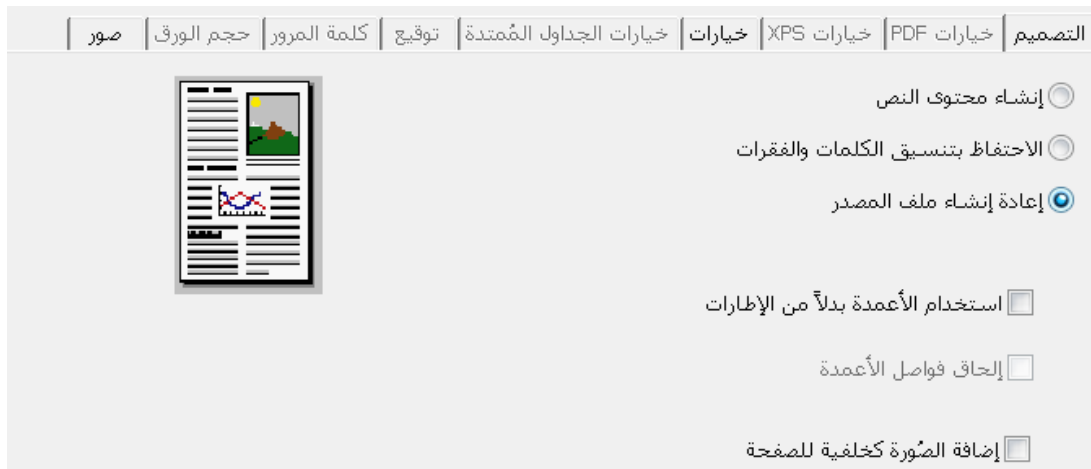 التصميم خيارات PDF خيارات XPS خيارات خيارات الجداول المُمتدة توقيع كلمة المرور حجم الورق صور
إنشاء محتوى النص
الاحتفاظ بتنسيق الكلمات والفقرات
إعادة إنشاء ملف المصدر
استخدام الأعمدة بدلاً من الإطارات
إلحاق فواصل الأعمدة
إضافة الصُورة كخلفية للصفحة